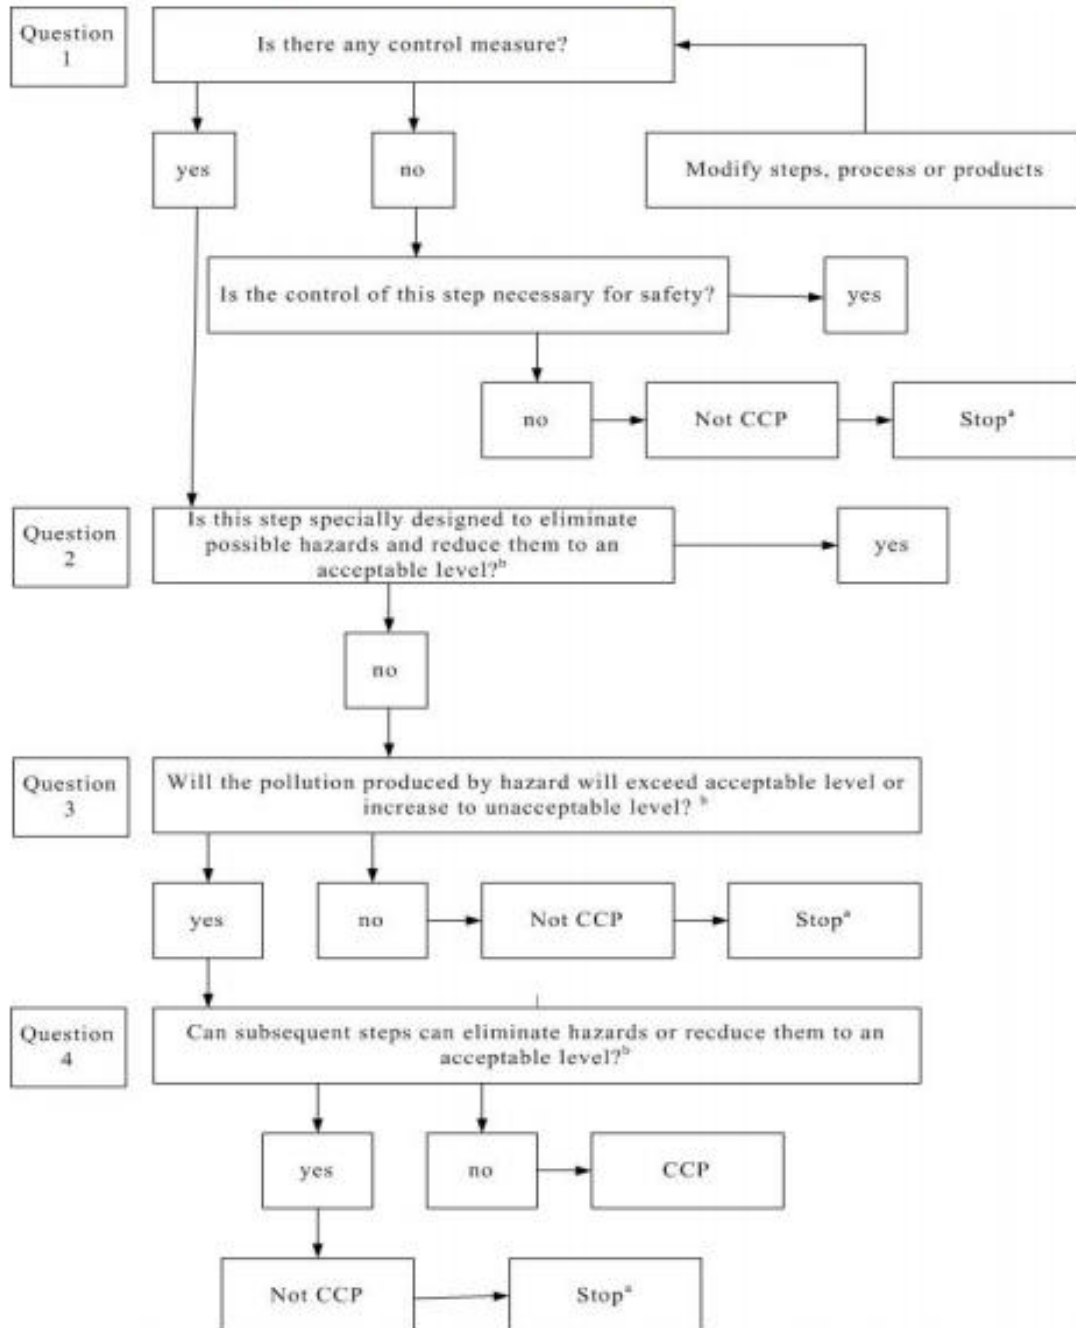 Question
1
Is there any control measure?
yes
no
Modify steps, process or products
Is the control of this step necessary for safety?
yes
no
Not CCP
Stopᵃ
Question
2
Is this step specially designed to eliminate
possible hazards and reduce them to an
acceptable level?ᵇ
yes
no
Question
3
Will the pollution produced by hazard will exceed acceptable level or
increase to unacceptable level? ᵇ
yes
no
Not CCP
Stopᵃ
Question
4
Can subsequent steps can eliminate hazards or recduce them to an
acceptable level?ᵇ
yes
no
CCP
Not CCP
Stopᵃ